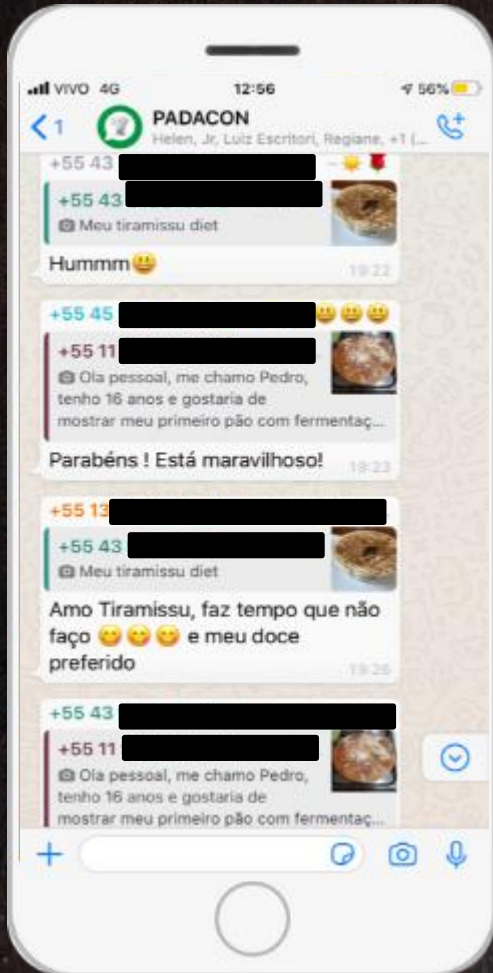 VIVO 4G 12:56 56%
1 PADACON
Helen, Jr, Luiz Escritori, Regiane, +1 (...
+55 43
+55 43
Meu tiramissu diet
Hummm😃
19:22
+55 45 😃😃😃
+55 11
Ola pessoal, me chamo Pedro,
tenho 16 anos e gostaria de
mostrar meu primeiro pão com fermentaç...
Parabéns ! Está maravilhoso!
19:23
+55 13
+55 43
Meu tiramissu diet
Amo Tiramissu, faz tempo que não
faço 😋 😋 😋 e meu doce
preferido
19:26
+55 43
+55 11
Ola pessoal, me chamo Pedro,
tenho 16 anos e gostaria de
mostrar meu primeiro pão com fermentaç...